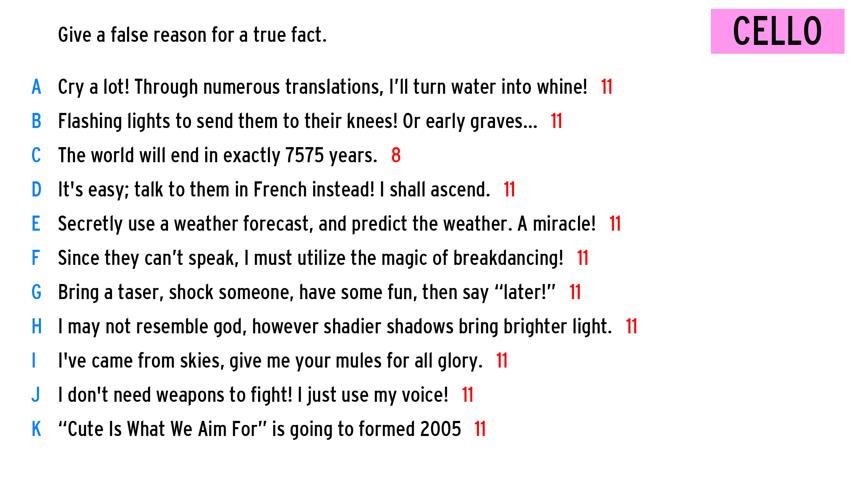 Give a false reason for a true fact.
CELLO
A Cry a lot! Through numerous translations, I’ll turn water into whine! 11
B Flashing lights to send them to their knees! Or early graves... 11
C The world will end in exactly 7575 years. 8
D It's easy; talk to them in French instead! I shall ascend. 11
E Secretly use a weather forecast, and predict the weather. A miracle! 11
F Since they can’t speak, I must utilize the magic of breakdancing! 11
G Bring a taser, shock someone, have some fun, then say “later!” 11
H I may not resemble god, however shadier shadows bring brighter light. 11
I I've came from skies, give me your mules for all glory. 11
J I don't need weapons to fight! I just use my voice! 11
K “Cute Is What We Aim For” is going to formed 2005 11